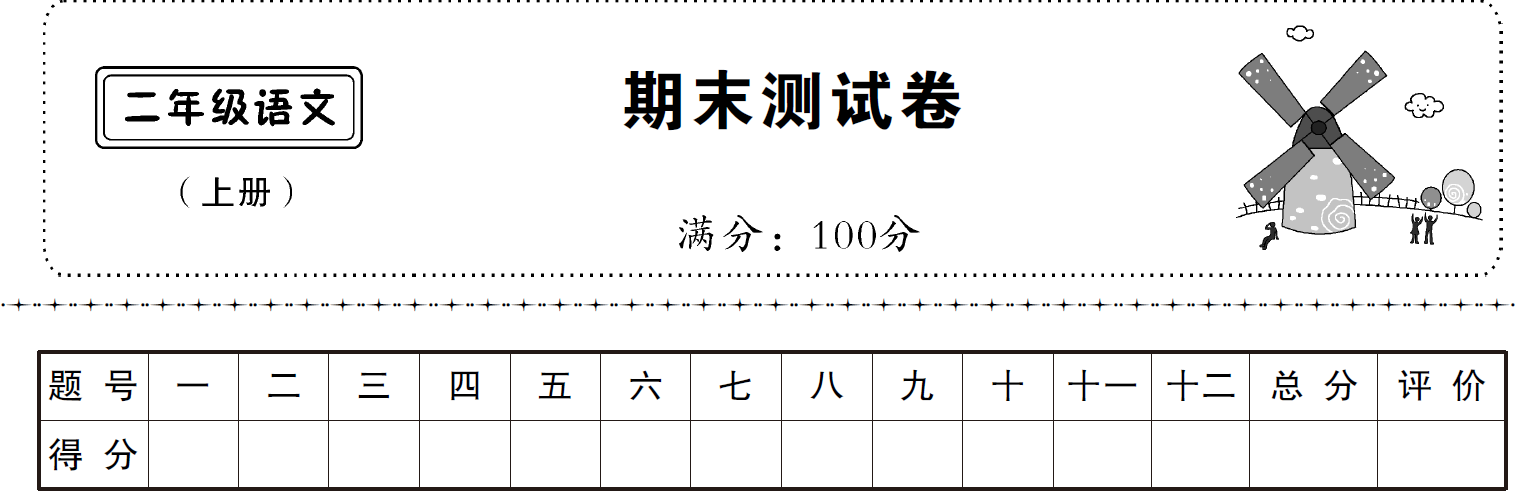 二年级语文
（上册）
期末测试卷
满分：100分
题 号 一 二 三 四 五 六 七 八 九 十 十一 十二 总 分 评 价
得 分